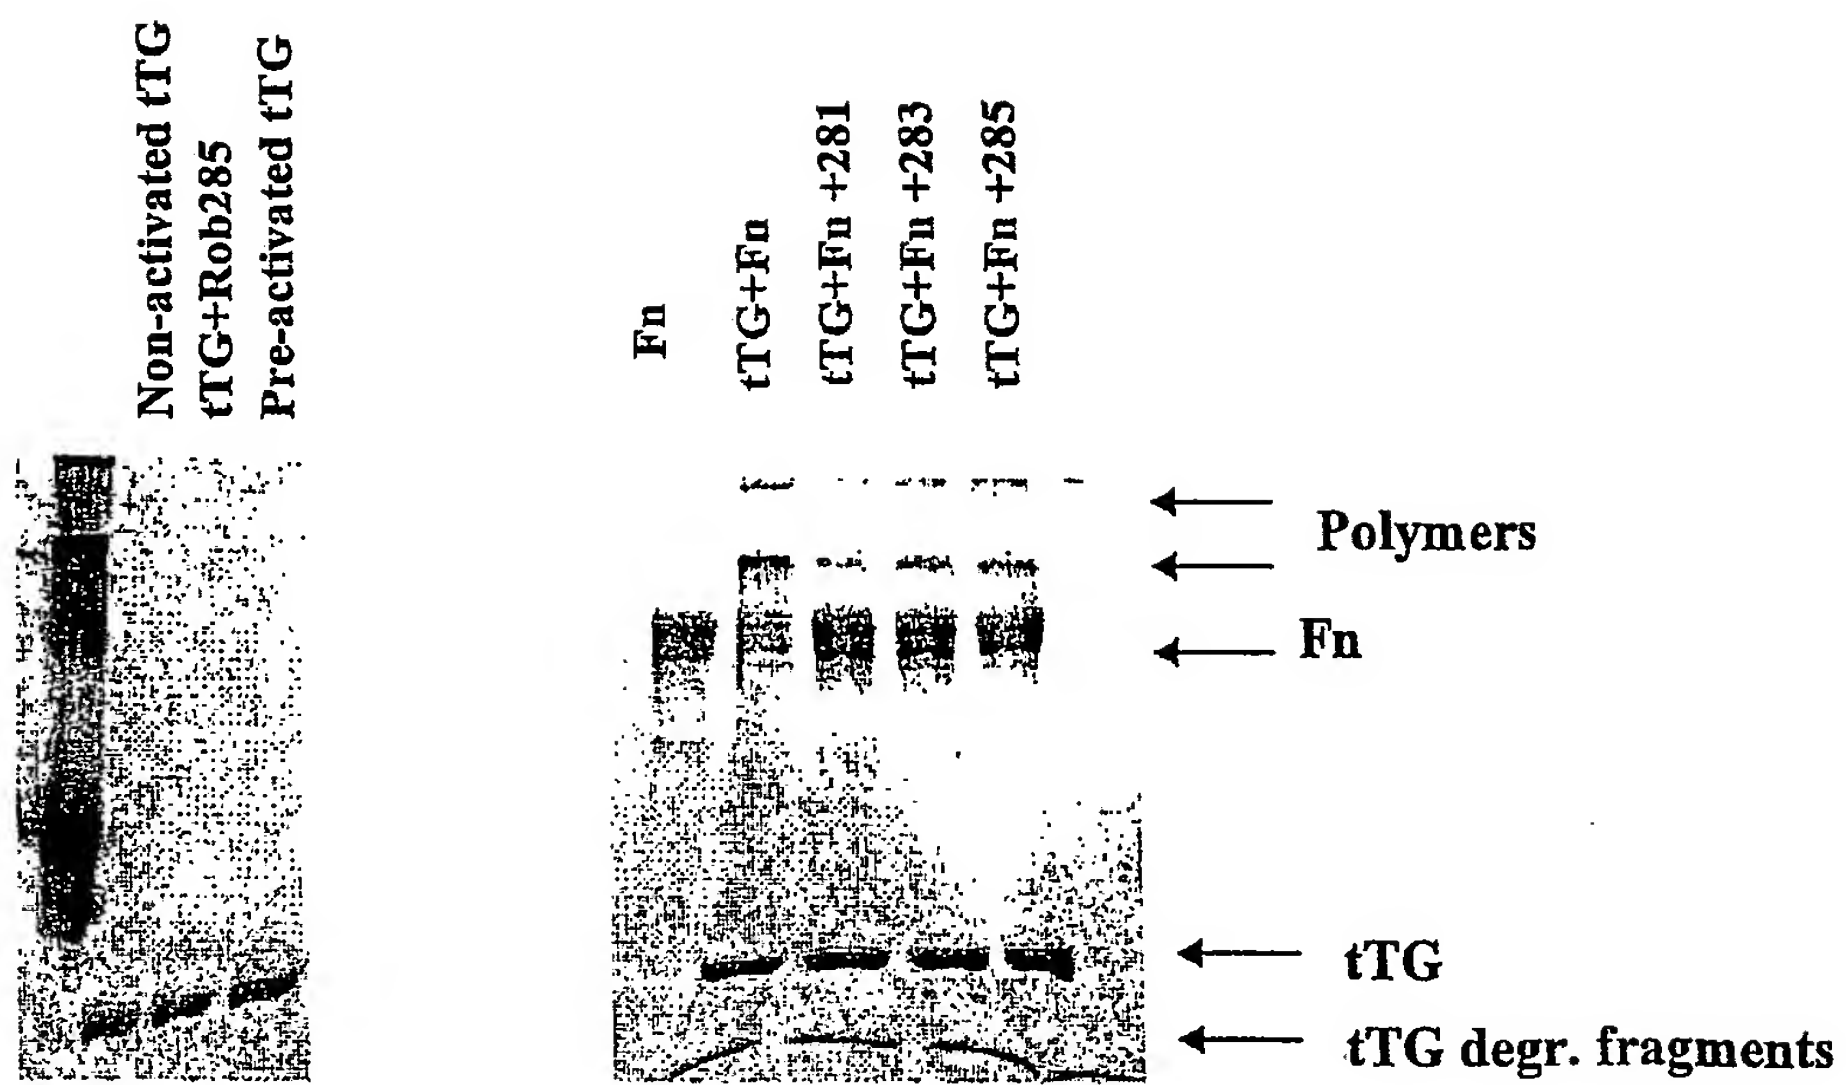 Non-activated tTG
tTG+Rob285
Pre-activated tTG
Fn
tTG+Fn
tTG+Fn +281
tTG+Fn +283
tTG+Fn +285
Polymers
Fn
tTG
tTG degr. fragments